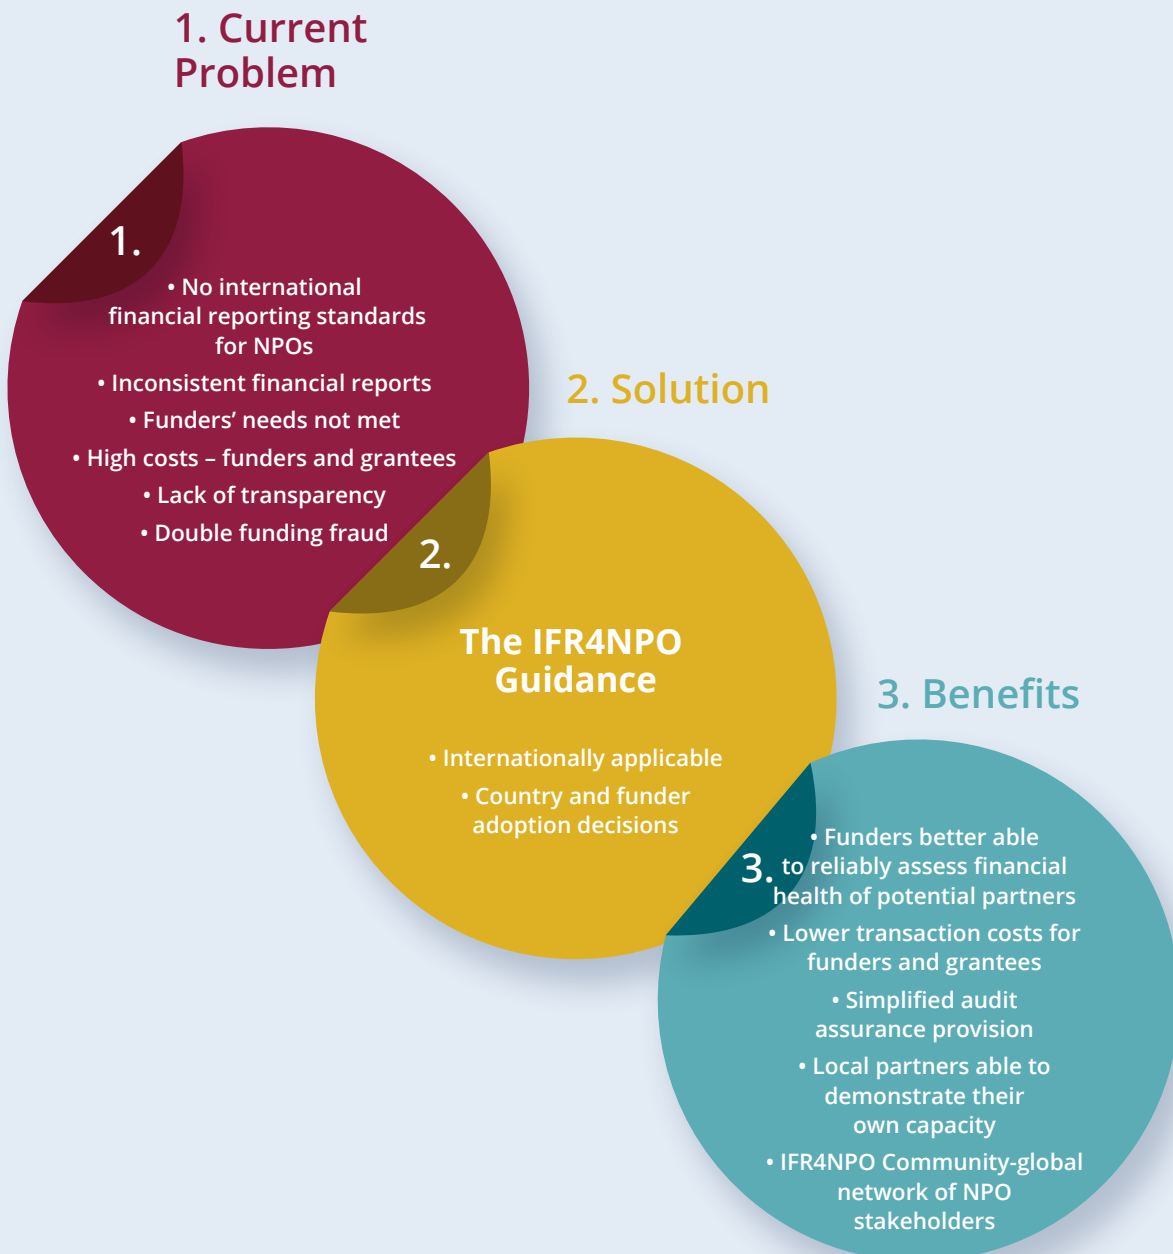 1. Current
Problem
1.
• No international
financial reporting standards
for NPOs
• Inconsistent financial reports
• Funders’ needs not met
• High costs – funders and grantees
• Lack of transparency
• Double funding fraud
2. Solution
2.
The IFR4NPO
Guidance
• Internationally applicable
• Country and funder
adoption decisions
3. Benefits
3.
• Funders better able
to reliably assess financial
health of potential partners
• Lower transaction costs for
funders and grantees
• Simplified audit
assurance provision
• Local partners able to
demonstrate their
own capacity
• IFR4NPO Community-global
network of NPO
stakeholders